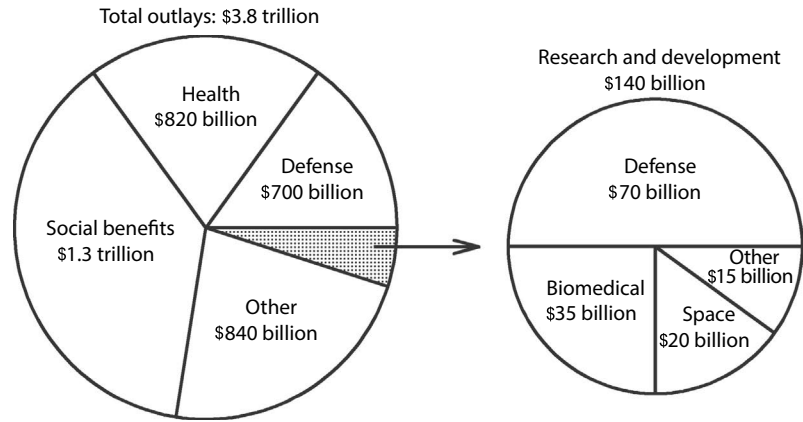 Total outlays: $3.8 trillion
Health
$820 billion
Defense
$700 billion
Social benefits
$1.3 trillion
Other
$840 billion
Research and development
$140 billion
Defense
$70 billion
Other
$15 billion
Biomedical
$35 billion
Space
$20 billion